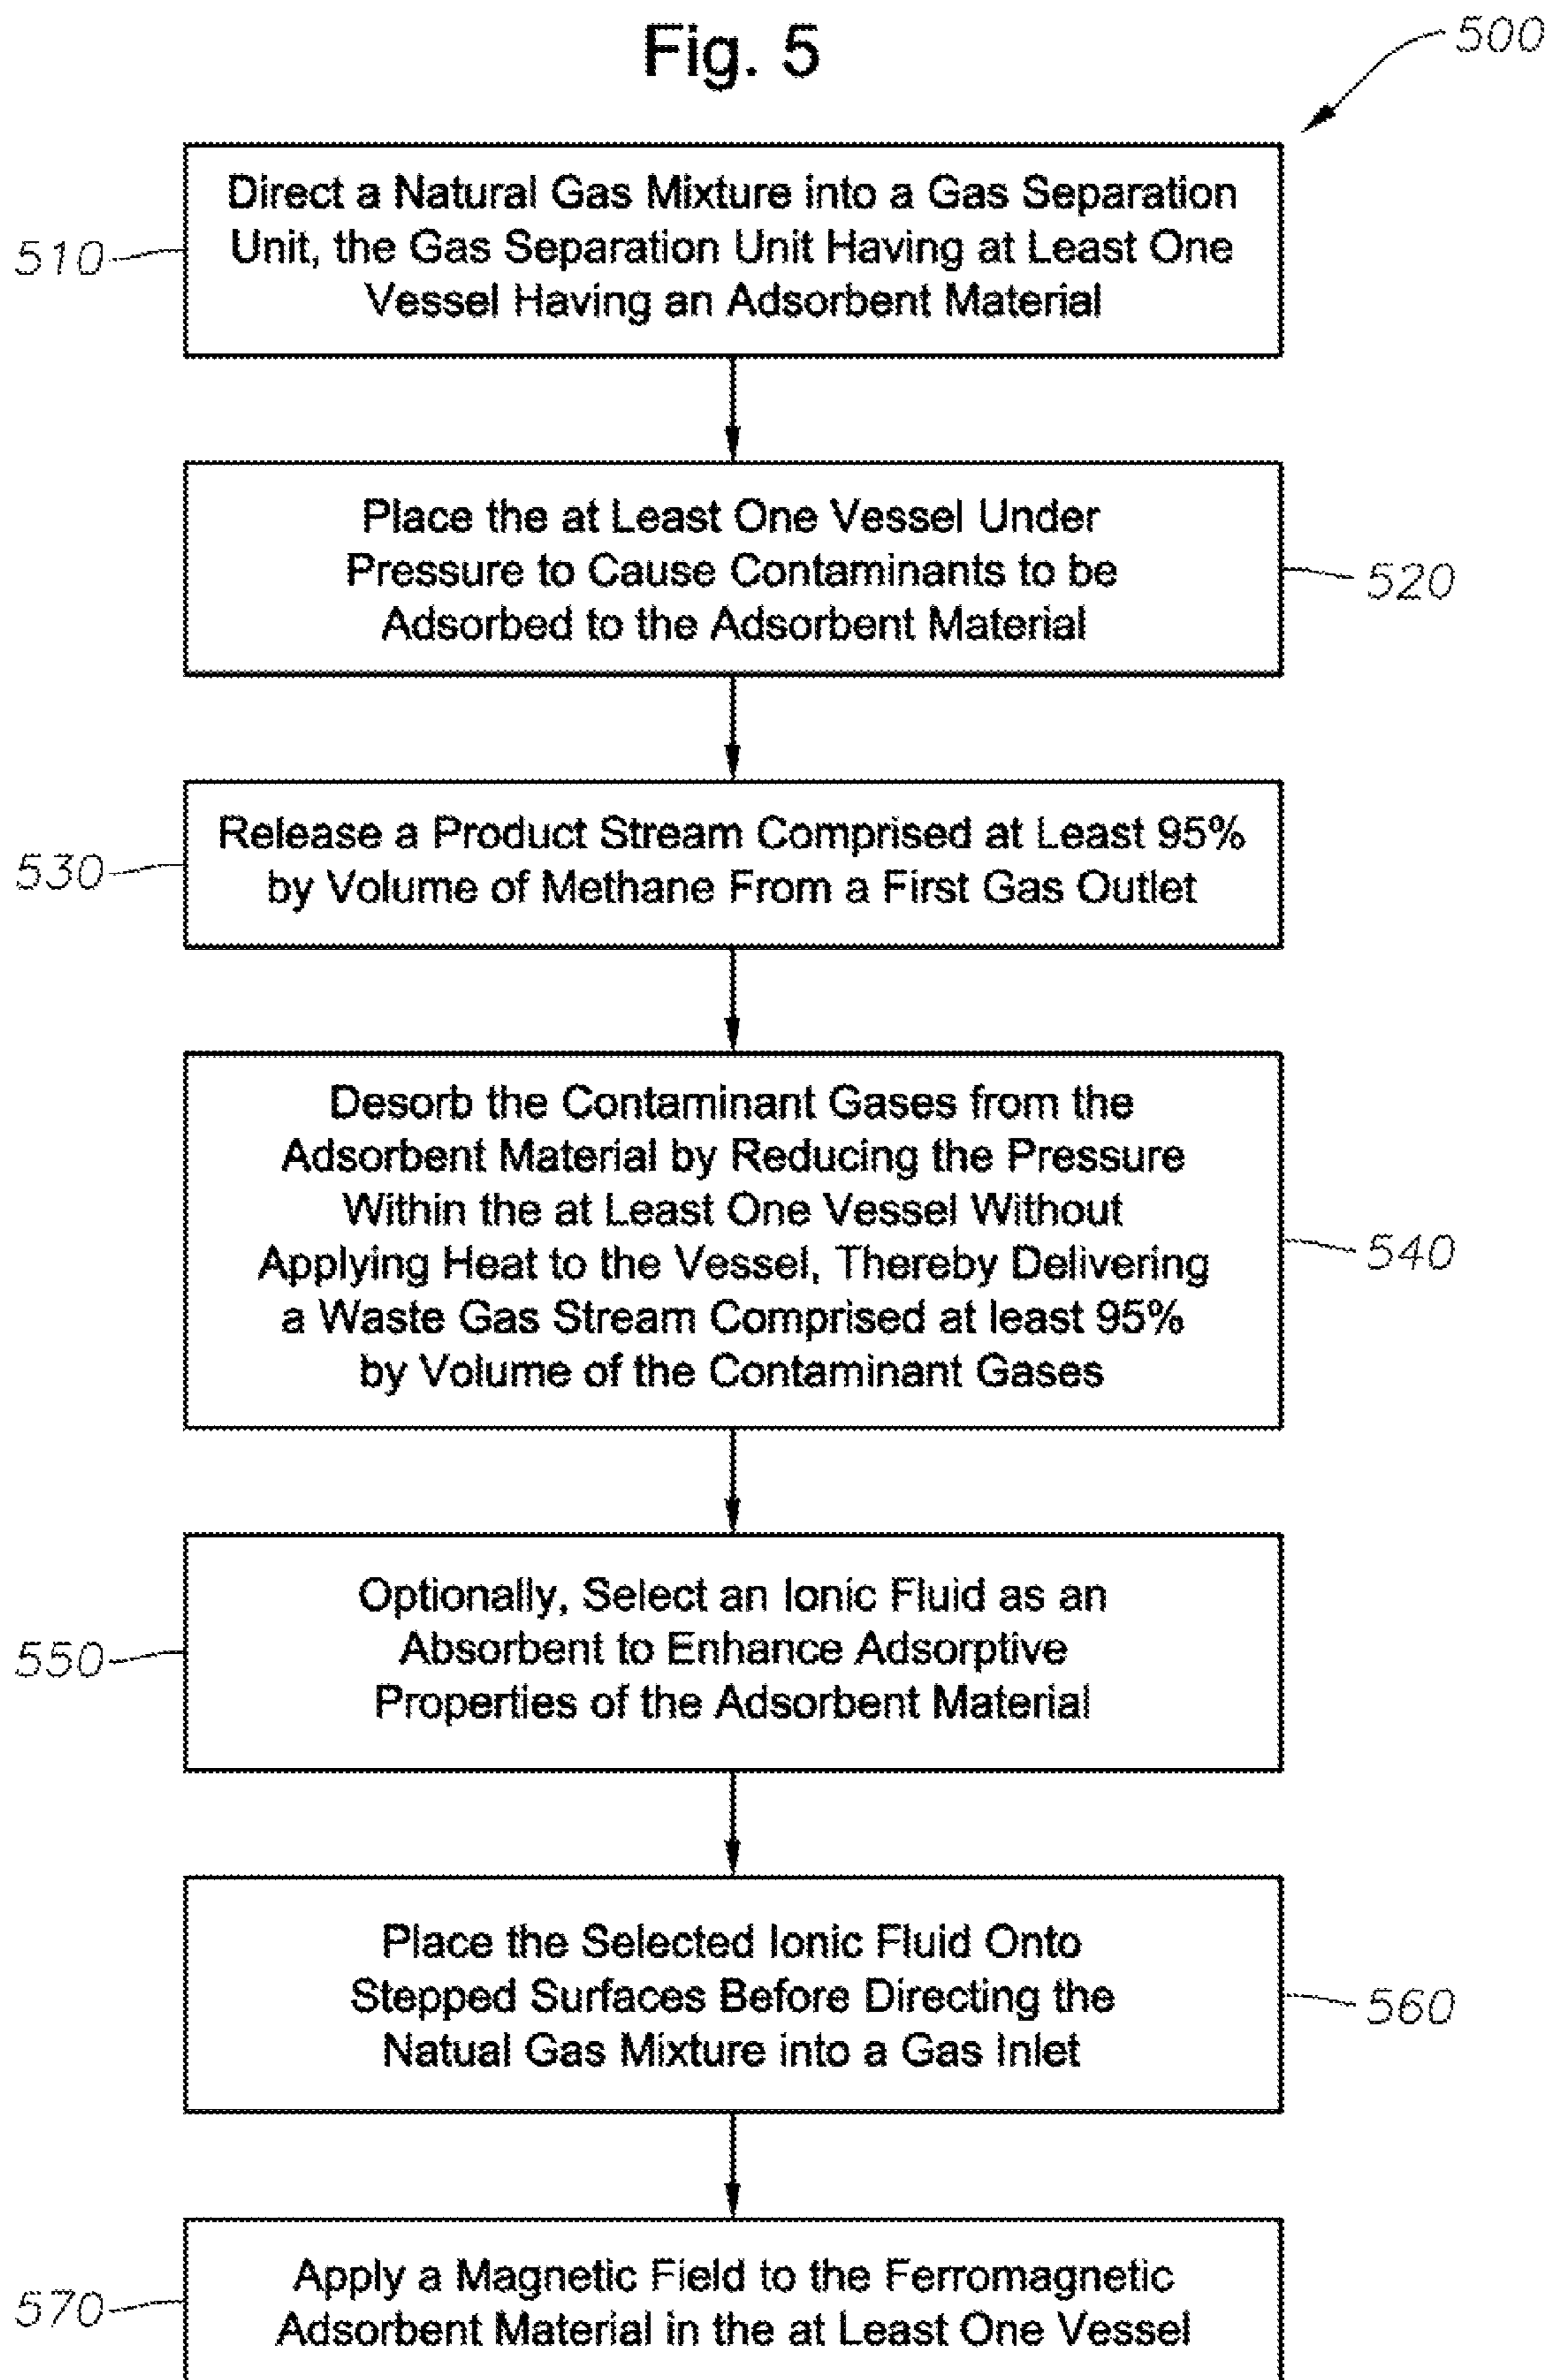 Fig. 5
500
510
Direct a Natural Gas Mixture into a Gas Separation
Unit, the Gas Separation Unit Having at Least One
Vessel Having an Adsorbent Material
Place the at Least One Vessel Under
Pressure to Cause Contaminants to be
Adsorbed to the Adsorbent Material
520
530
Release a Product Stream Comprised at Least 95%
by Volume of Methane From a First Gas Outlet
Desorb the Contaminant Gases from the
Adsorbent Material by Reducing the Pressure
Within the at Least One Vessel Without
Applying Heat to the Vessel, Thereby Delivering
a Waste Gas Stream Comprised at least 95%
by Volume of the Contaminant Gases
540
550
Optionally, Select an Ionic Fluid as an
Absorbent to Enhance Adsorptive
Properties of the Adsorbent Material
Place the Selected Ionic Fluid Onto
Stepped Surfaces Before Directing the
Natual Gas Mixture into a Gas Inlet
560
570
Apply a Magnetic Field to the Ferromagnetic
Adsorbent Material in the at Least One Vessel